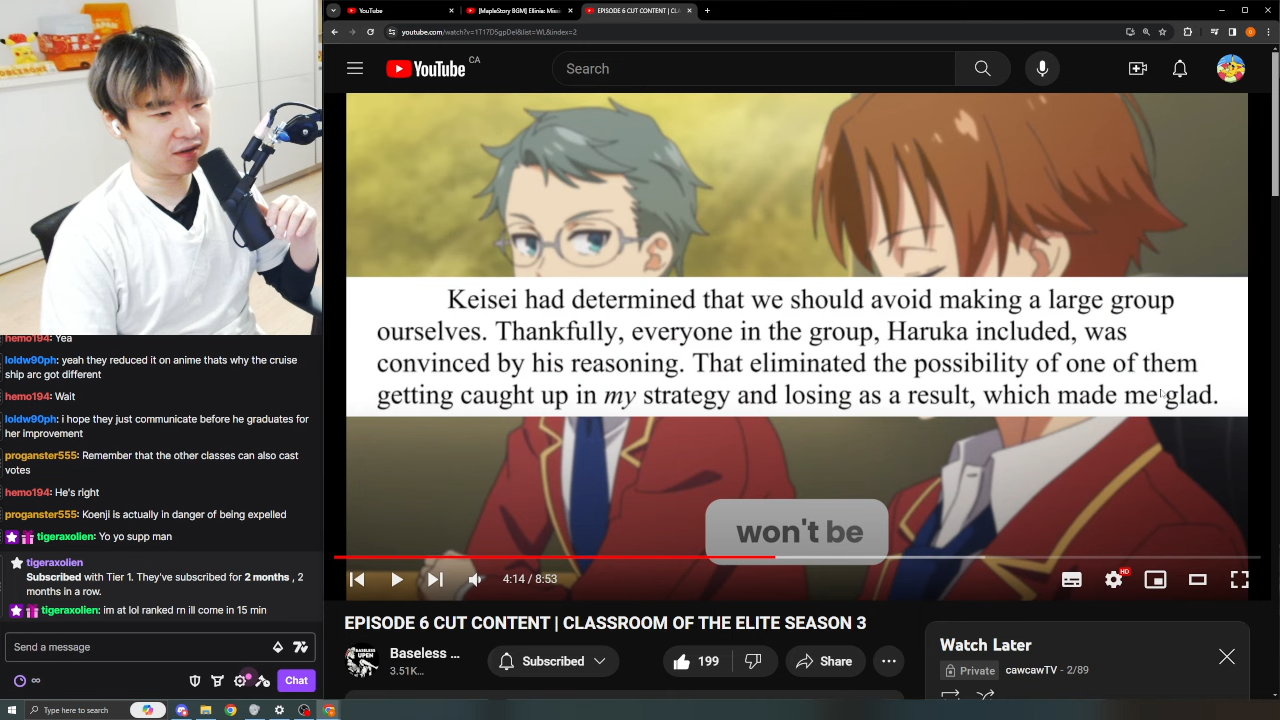 YouTube
[MapleStory BGM] Ellinia: Missi
EPISODE 6 CUT CONTENT | CLA
youtube.com/watch?v=1T17D5gpDeI&list=WL&index=2
YouTube CA
Search
Keisei had determined that we should avoid making a large group
ourselves. Thankfully, everyone in the group, Haruka included, was
convinced by his reasoning. That eliminated the possibility of one of them
getting caught up in my strategy and losing as a result, which made me glad.
won't be
4:14 / 8:53
HD
EPISODE 6 CUT CONTENT | CLASSROOM OF THE ELITE SEASON 3
BASELESS
Baseless ...
3.51K...
Subscribed
199
Share
Watch Later
Private
cawcawTV - 2/89
hemo194: Yea
loldw90ph: yeah they reduced it on anime thats why the cruise
ship arc got different
hemo194: Wait
loldw90ph: i hope they just communicate before he graduates for
her improvement
proganster555: Remember that the other classes can also cast
votes
hemo194: He's right
proganster555: Koenji is actually in danger of being expelled
tigeraxolien: Yo yo supp man
tigeraxolien
Subscribed with Tier 1. They've subscribed for 2 months , 2
months in a row.
tigeraxolien: im at lol ranked rn ill come in 15 min
Send a message
Chat
Type here to search